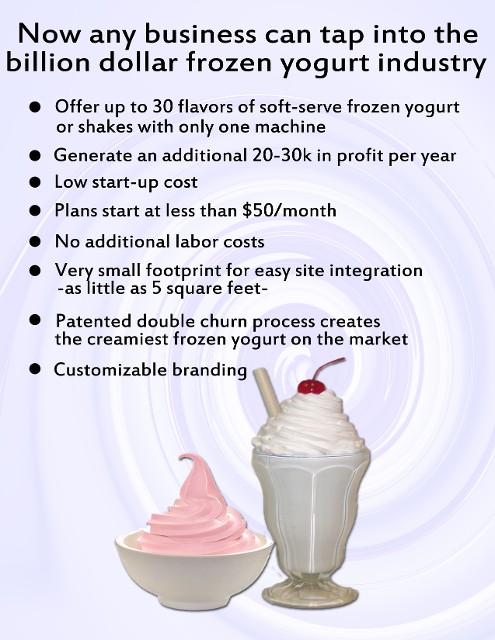 Now any business can tap into the
billion dollar frozen yogurt industry
● Offer up to 30 flavors of soft-serve frozen yogurt
or shakes with only one machine
● Generate an additional 20-30k in profit per year
● Low start-up cost
● Plans start at less than $50/month
● No additional labor costs
● Very small footprint for easy site integration
-as little as 5 square feet-
● Patented double churn process creates
the creamiest frozen yogurt on the market
● Customizable branding